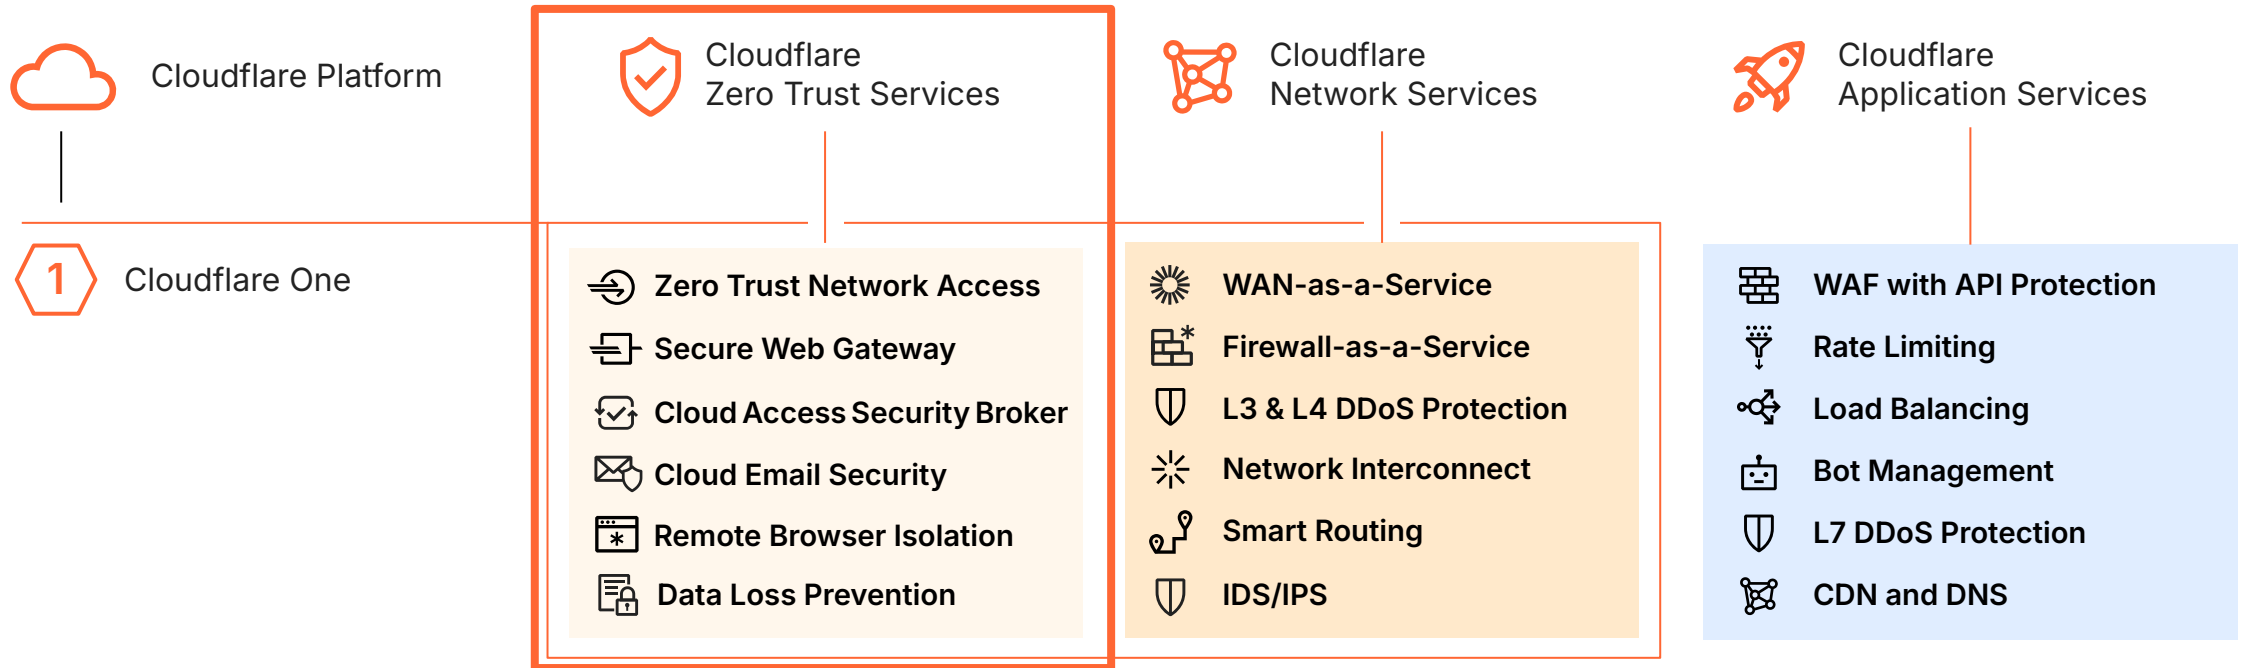 Cloudflare Platform
Cloudflare
Zero Trust Services
Cloudflare
Network Services
Cloudflare
Application Services
1
Cloudflare One
Zero Trust Network Access
Secure Web Gateway
Cloud Access Security Broker
Cloud Email Security
Remote Browser Isolation
Data Loss Prevention
WAN-as-a-Service
Firewall-as-a-Service
L3 & L4 DDoS Protection
Network Interconnect
Smart Routing
IDS/IPS
WAF with API Protection
Rate Limiting
Load Balancing
Bot Management
L7 DDoS Protection
CDN and DNS